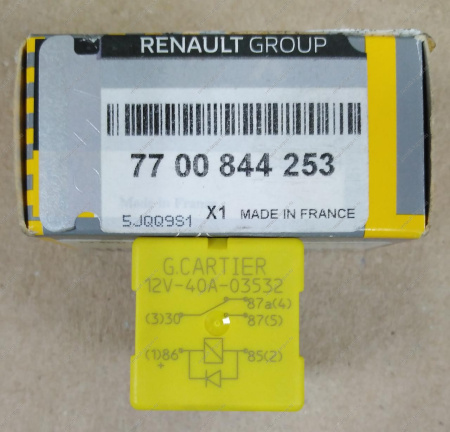 RENAULT GROUP
77 00 844 253
5JQQ9S1 X1 MADE IN FRANCE
G.CARTIER
12V-40A-03532
87a(4)
(3)30 87(5)
(1)86 85(2)
+